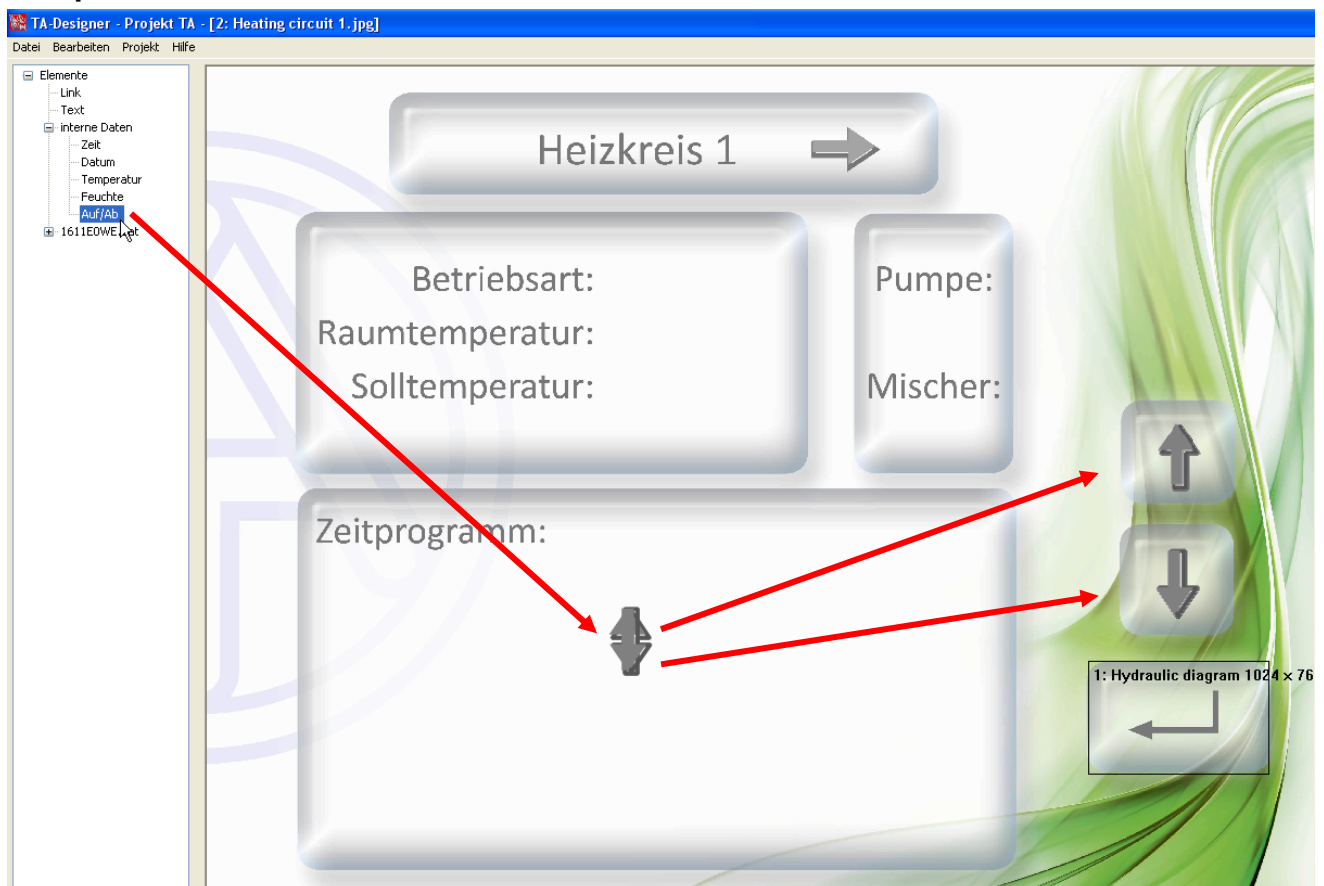 TA-Designer - Projekt TA - [2: Heating circuit 1.jpg]
Datei Bearbeiten Projekt Hilfe
Elemente
Link
Text
interne Daten
Zeit
Datum
Temperatur
Feuchte
Auf/Ab
Heizkreis 1
Betriebsart:
Raumtemperatur:
Solltemperatur:
Pumpe:
Mischer:
Zeitprogramm:
1: Hydraulic diagram 1024 x 76